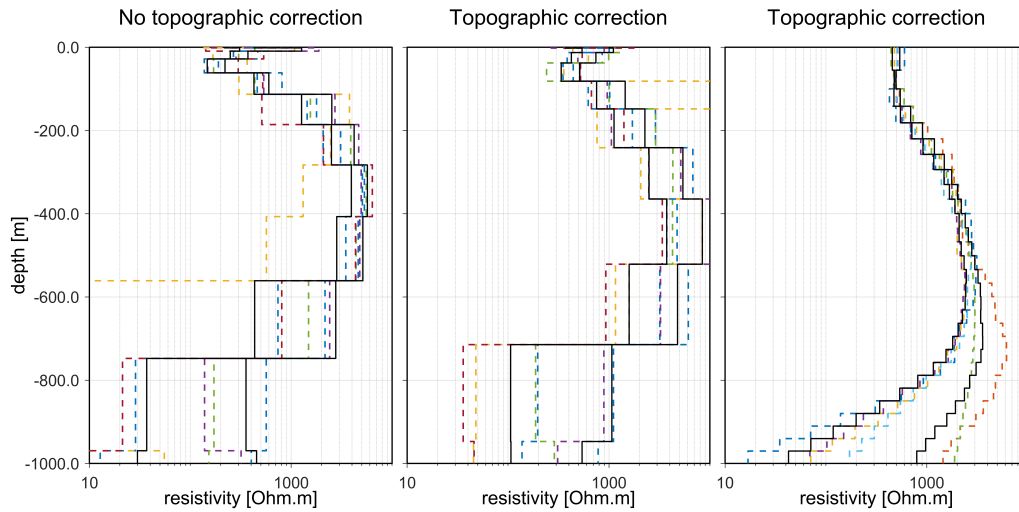 No topographic correction
Topographic correction
Topographic correction
0.0
-200.0
-400.0
-600.0
-800.0
-1000.0
depth [m]
10
1000
10
1000
10
1000
resistivity [Ohm.m]
resistivity [Ohm.m]
resistivity [Ohm.m]